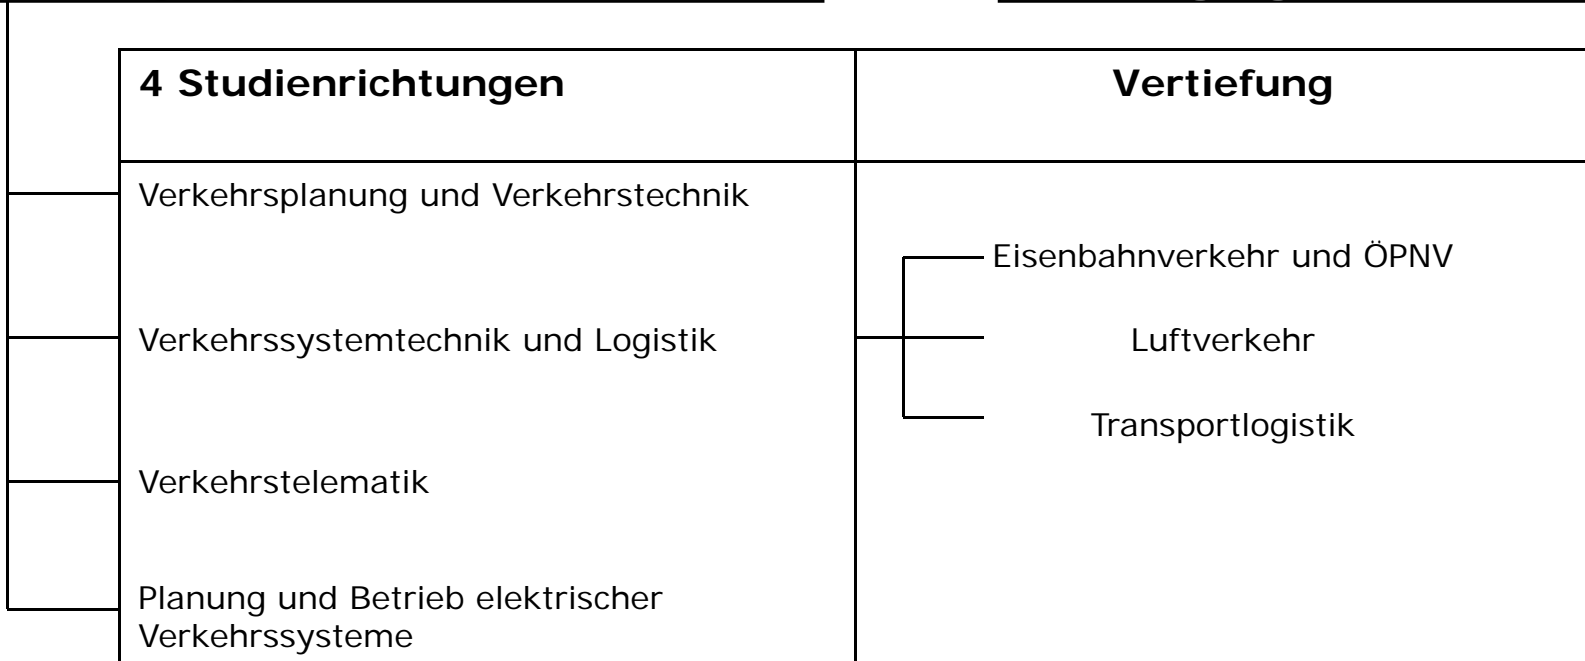 4 Studienrichtungen
Vertiefung
Verkehrsplanung und Verkehrstechnik
Eisenbahnverkehr und ÖPNV
Verkehrssystemtechnik und Logistik
Luftverkehr
Transportlogistik
Verkehrstelematik
Planung und Betrieb elektrischer
Verkehrssysteme